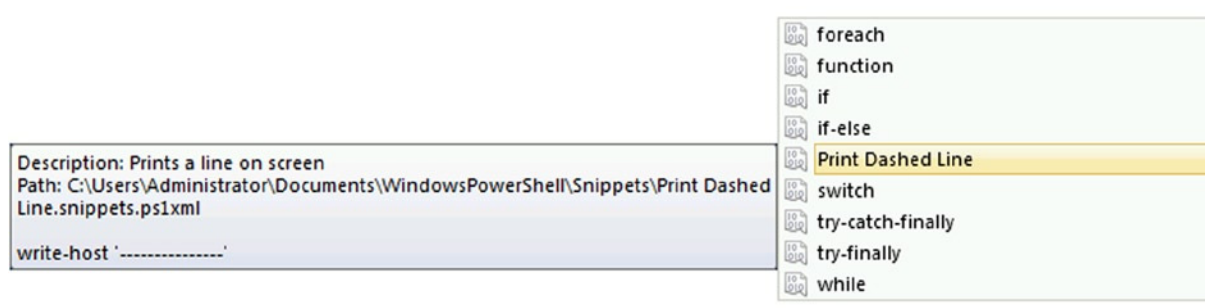 foreach
function
if
if-else
Print Dashed Line
switch
try-catch-finally
try-finally
while
Description: Prints a line on screen
Path: C:\Users\Administrator\Documents\WindowsPowerShell\Snippets\Print Dashed
Line.snippets.ps1xml
write-host '---------------'